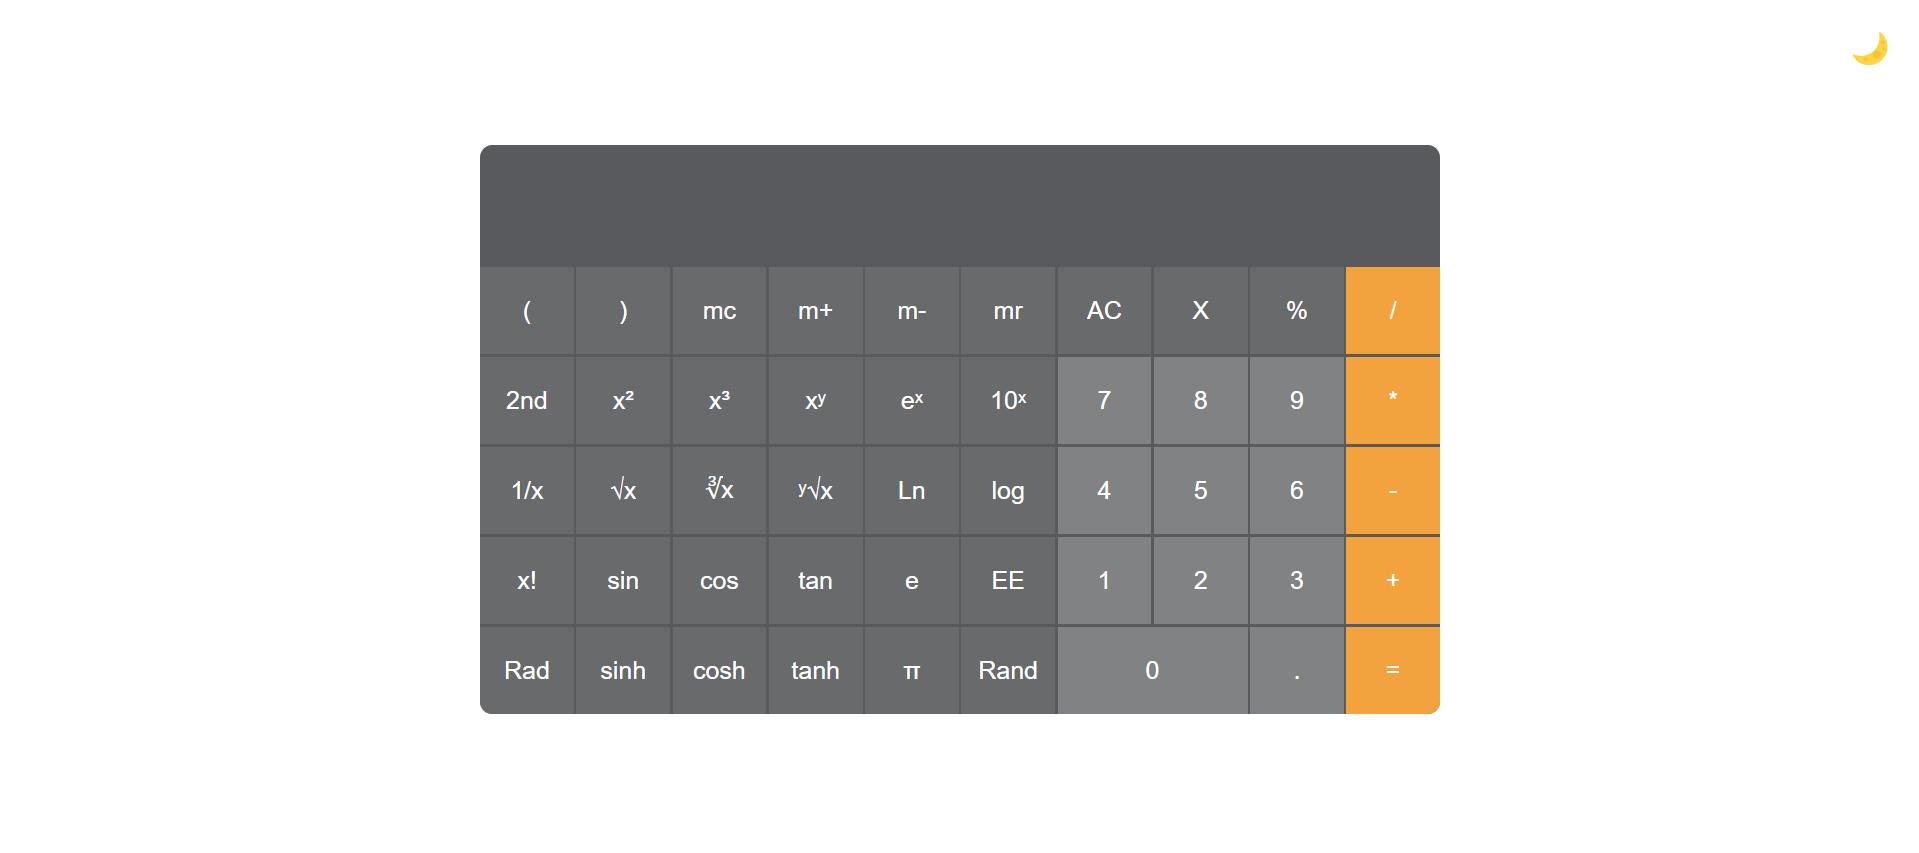 ( ) mc m+ m- mr AC X % /
2nd x² x³ xʸ eˣ 10ˣ 7 8 9 *
1/x √x ∛x ʸ√x Ln log 4 5 6 -
x! sin cos tan e EE 1 2 3 +
Rad sinh cosh tanh π Rand 0 . =